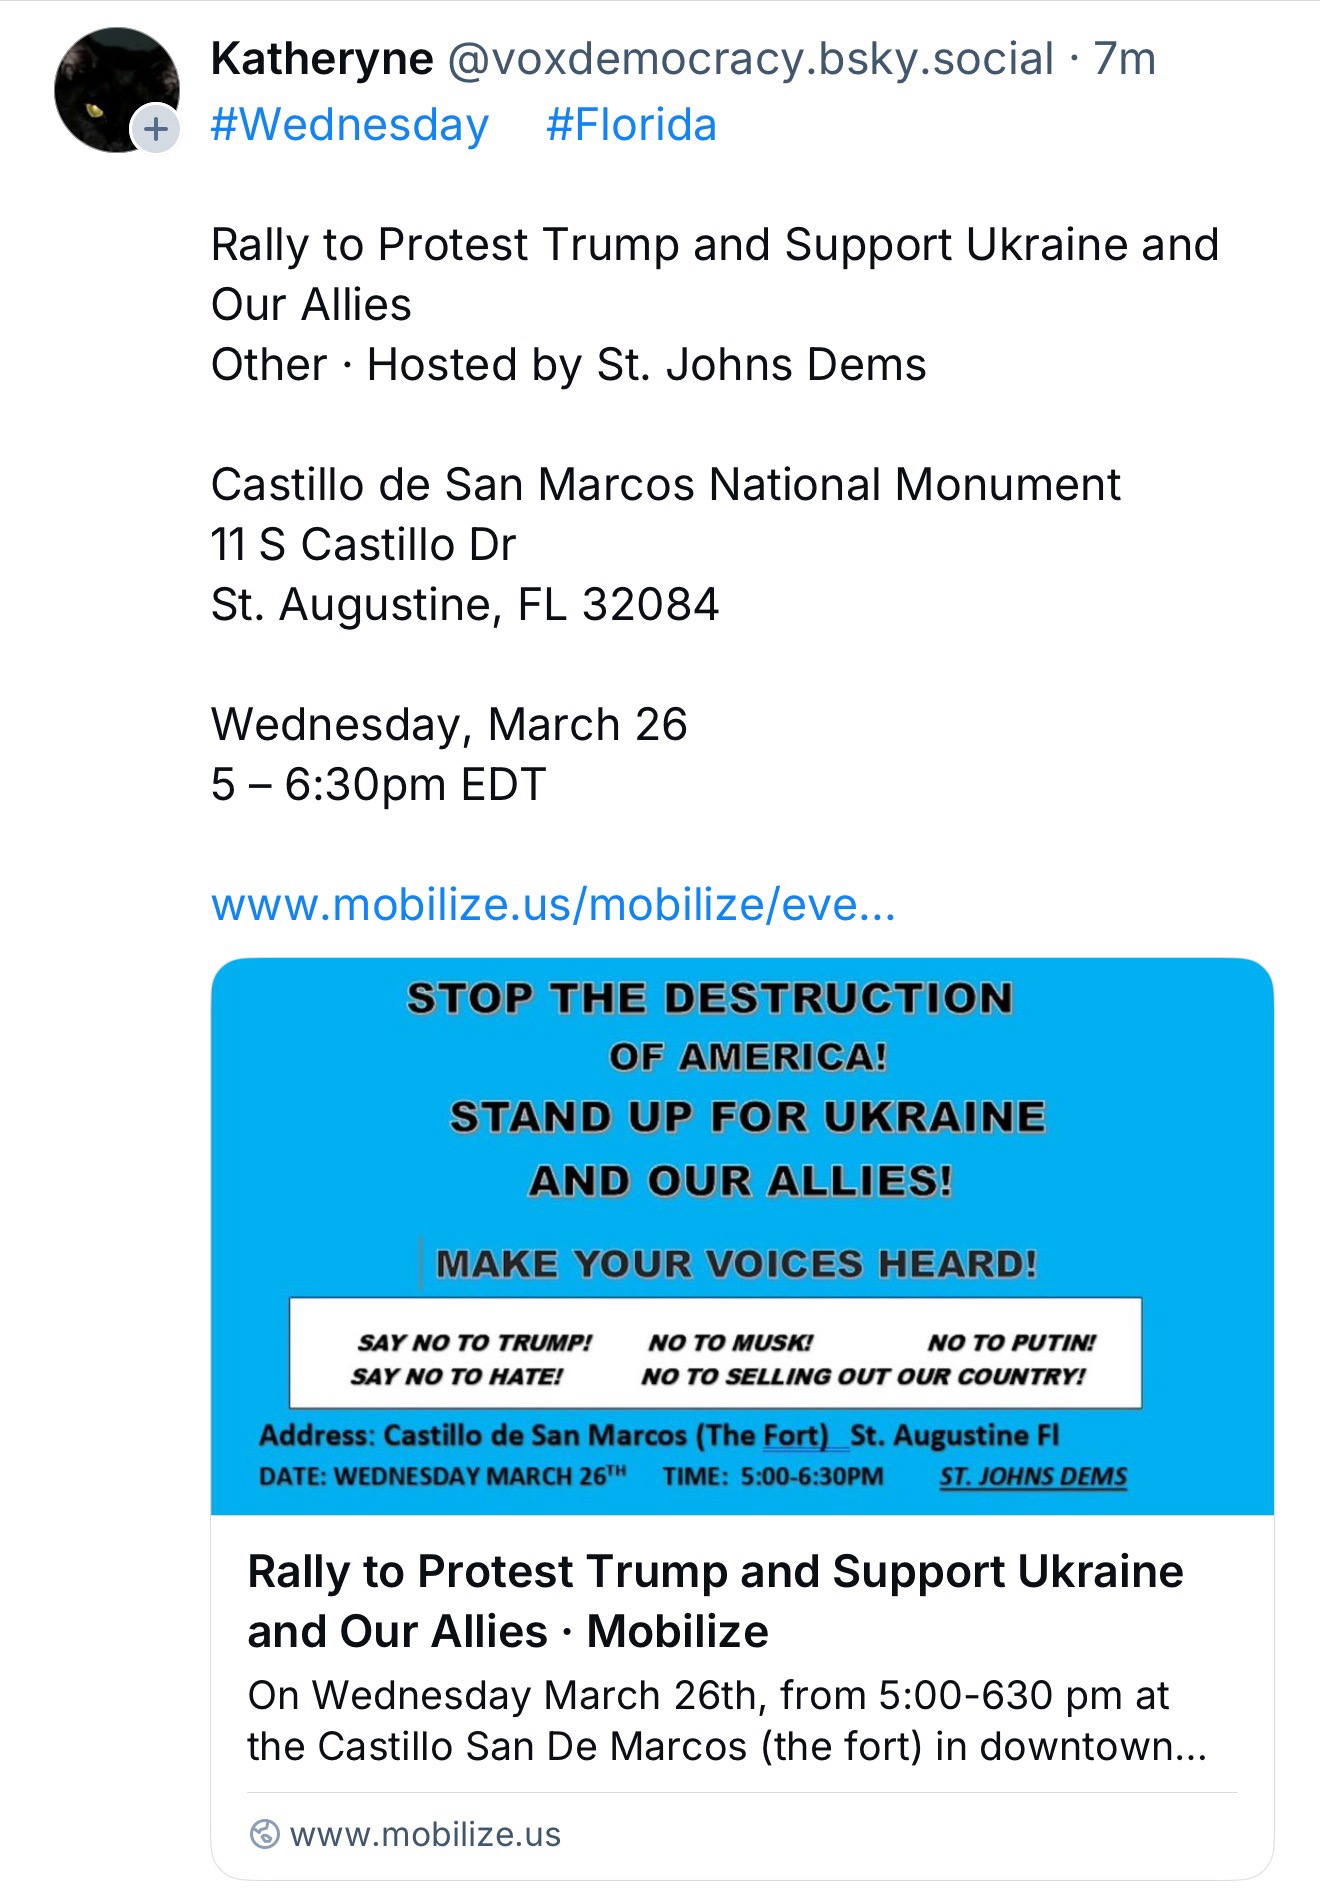 Katheryne @voxdemocracy.bsky.social · 7m
#Wednesday #Florida
Rally to Protest Trump and Support Ukraine and
Our Allies
Other · Hosted by St. Johns Dems
Castillo de San Marcos National Monument
11 S Castillo Dr
St. Augustine, FL 32084
Wednesday, March 26
5 – 6:30pm EDT
www.mobilize.us/mobilize/eve...
STOP THE DESTRUCTION
OF AMERICA!
STAND UP FOR UKRAINE
AND OUR ALLIES!
MAKE YOUR VOICES HEARD!
SAY NO TO TRUMP! NO TO MUSK! NO TO PUTIN!
SAY NO TO HATE! NO TO SELLING OUT OUR COUNTRY!
Address: Castillo de San Marcos (The Fort) St. Augustine Fl
DATE: WEDNESDAY MARCH 26TH TIME: 5:00-6:30PM ST. JOHNS DEMS
Rally to Protest Trump and Support Ukraine
and Our Allies · Mobilize
On Wednesday March 26th, from 5:00-630 pm at
the Castillo San De Marcos (the fort) in downtown...
www.mobilize.us